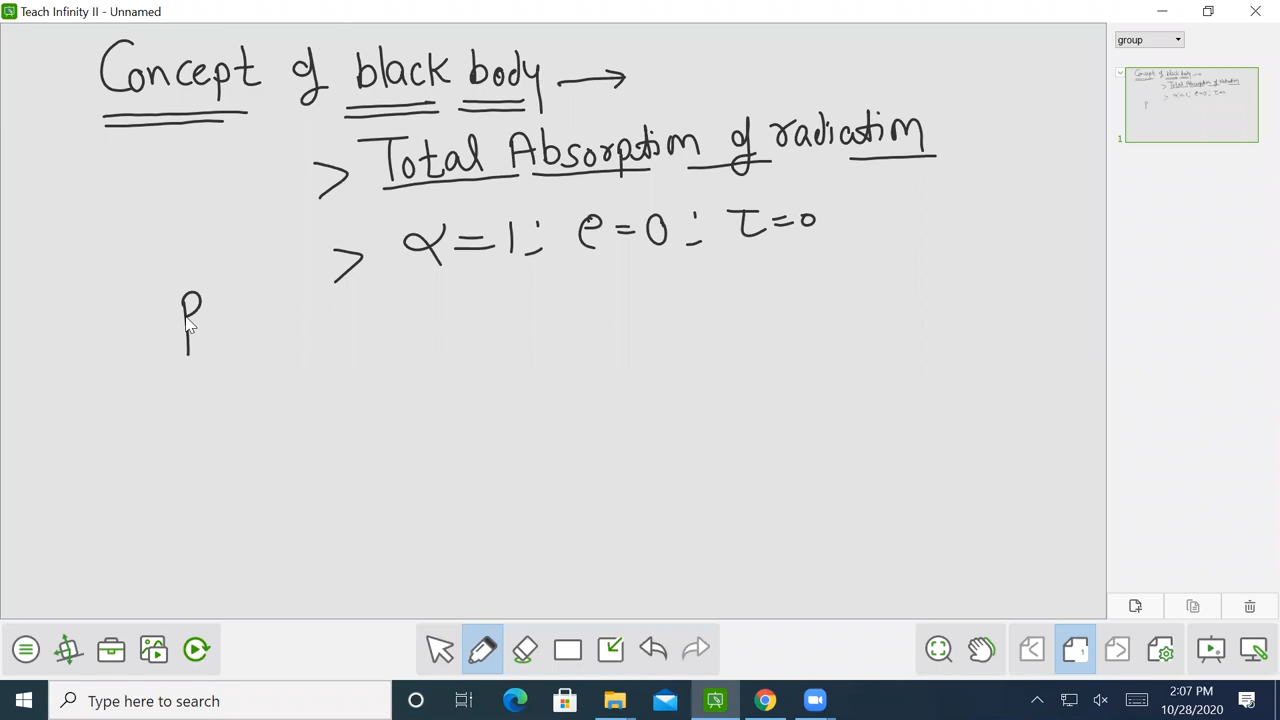 Teach Infinity II - Unnamed
group
Concept of black body →
> Total Absorption of radiation
> α = 1; ρ = 0; τ = 0
P
1
Type here to search
2:07 PM
10/28/2020